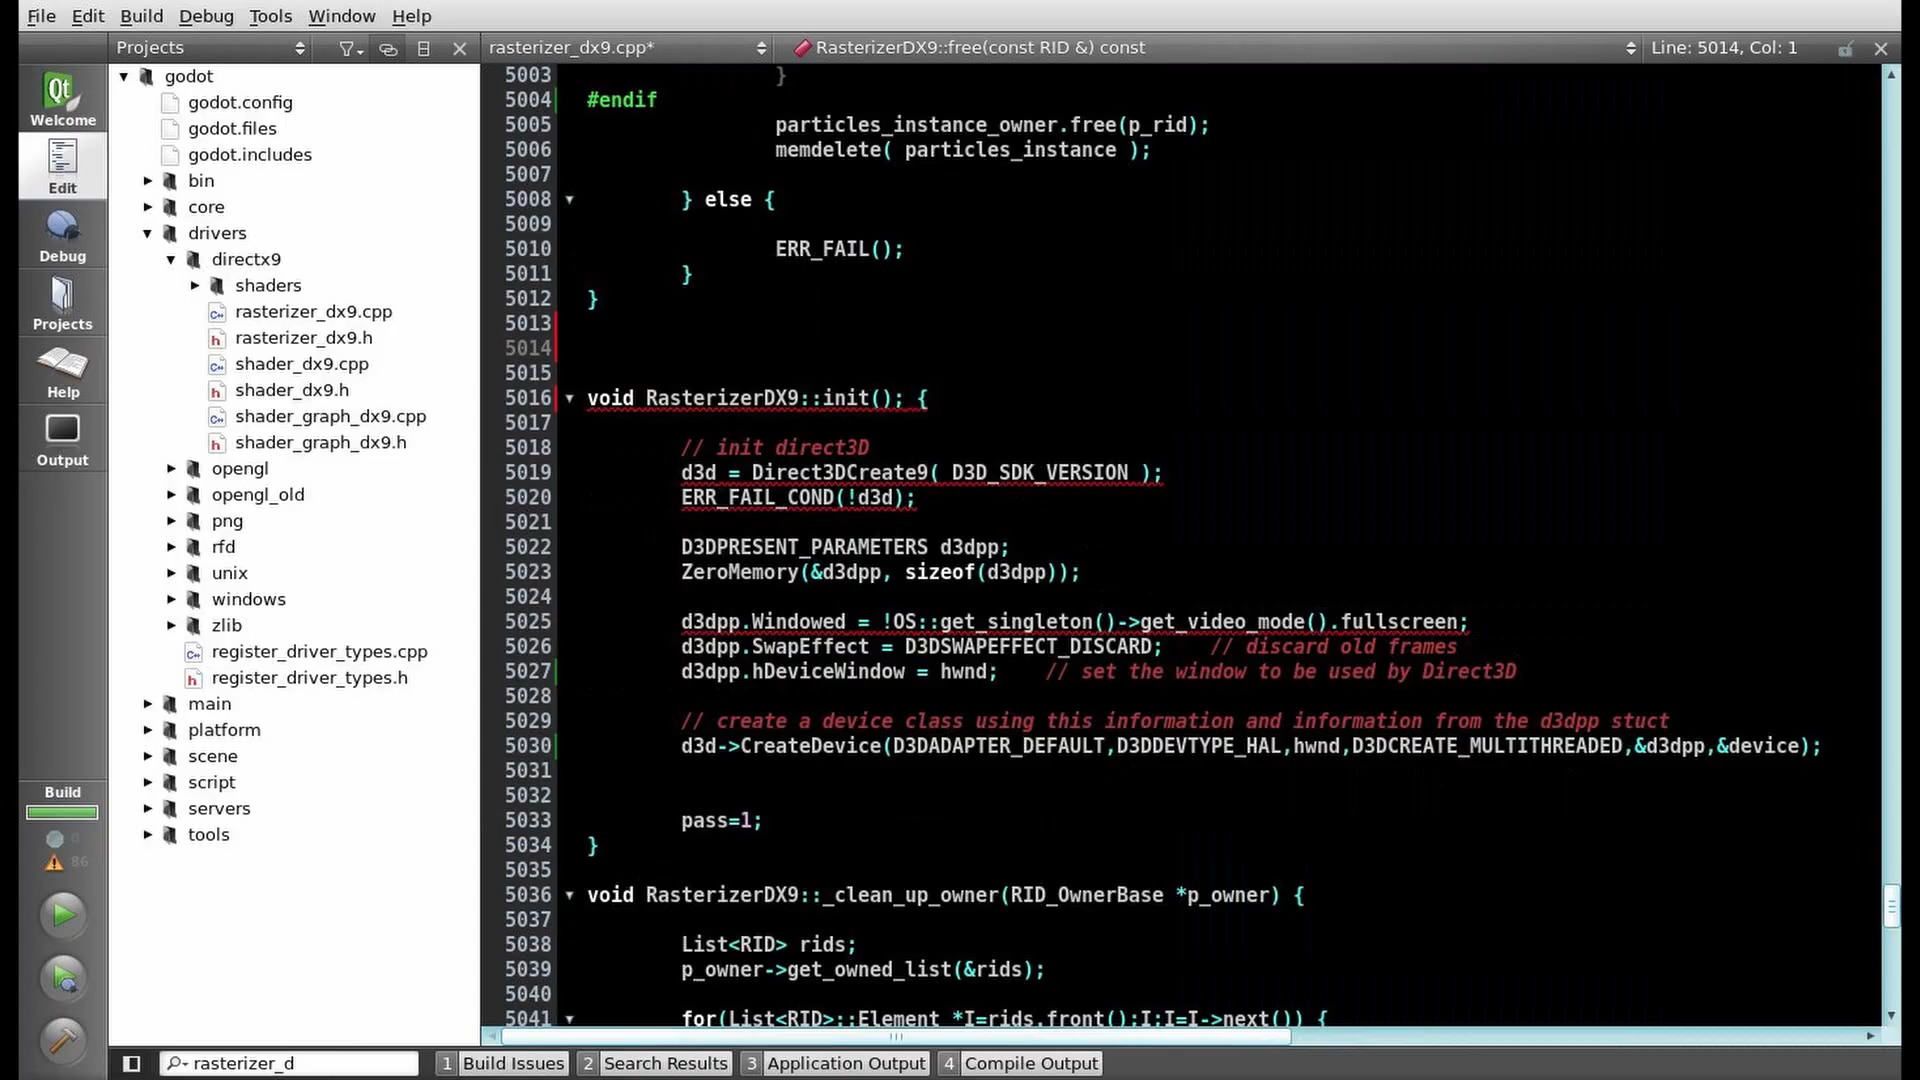 File Edit Build Debug Tools Window Help
Projects
rasterizer_dx9.cpp*
RasterizerDX9::free(const RID &) const
Line: 5014, Col: 1
Welcome
Edit
Debug
Projects
Help
Output
Build
0
86
godot
godot.config
godot.files
godot.includes
bin
core
drivers
directx9
shaders
rasterizer_dx9.cpp
rasterizer_dx9.h
shader_dx9.cpp
shader_dx9.h
shader_graph_dx9.cpp
shader_graph_dx9.h
opengl
opengl_old
png
rfd
unix
windows
zlib
register_driver_types.cpp
register_driver_types.h
main
platform
scene
script
servers
tools
5003 }
5004 #endif
5005 particles_instance_owner.free(p_rid);
5006 memdelete( particles_instance );
5007
5008 } else {
5009
5010 ERR_FAIL();
5011 }
5012 }
5013
5014
5015
5016 void RasterizerDX9::init(); {
5017
5018 // init direct3D
5019 d3d = Direct3DCreate9( D3D_SDK_VERSION );
5020 ERR_FAIL_COND(!d3d);
5021
5022 D3DPRESENT_PARAMETERS d3dpp;
5023 ZeroMemory(&d3dpp, sizeof(d3dpp));
5024
5025 d3dpp.Windowed = !OS::get_singleton()->get_video_mode().fullscreen;
5026 d3dpp.SwapEffect = D3DSWAPEFFECT_DISCARD; // discard old frames
5027 d3dpp.hDeviceWindow = hwnd; // set the window to be used by Direct3D
5028
5029 // create a device class using this information and information from the d3dpp stuct
5030 d3d->CreateDevice(D3DADAPTER_DEFAULT,D3DDEVTYPE_HAL,hwnd,D3DCREATE_MULTITHREADED,&d3dpp,&device);
5031
5032
5033 pass=1;
5034 }
5035
5036 void RasterizerDX9::_clean_up_owner(RID_OwnerBase *p_owner) {
5037
5038 List<RID> rids;
5039 p_owner->get_owned_list(&rids);
5040
5041 for(List<RID>::Element *I=rids.front();I;I=I->next()) {
rasterizer_d
1 Build Issues 2 Search Results 3 Application Output 4 Compile Output